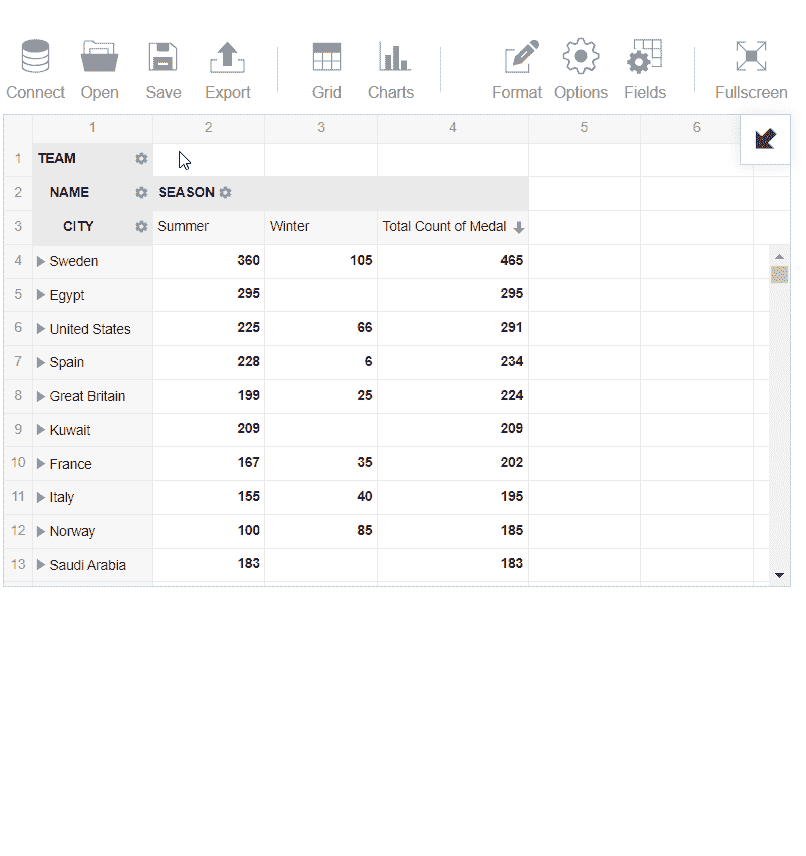 Connect Open Save Export Grid Charts Format Options Fields Fullscreen
1 2 3 4 5 6
1 TEAM
2 NAME SEASON
3 CITY Summer Winter Total Count of Medal
4 Sweden 360 105 465
5 Egypt 295 295
6 United States 225 66 291
7 Spain 228 6 234
8 Great Britain 199 25 224
9 Kuwait 209 209
10 France 167 35 202
11 Italy 155 40 195
12 Norway 100 85 185
13 Saudi Arabia 183 183